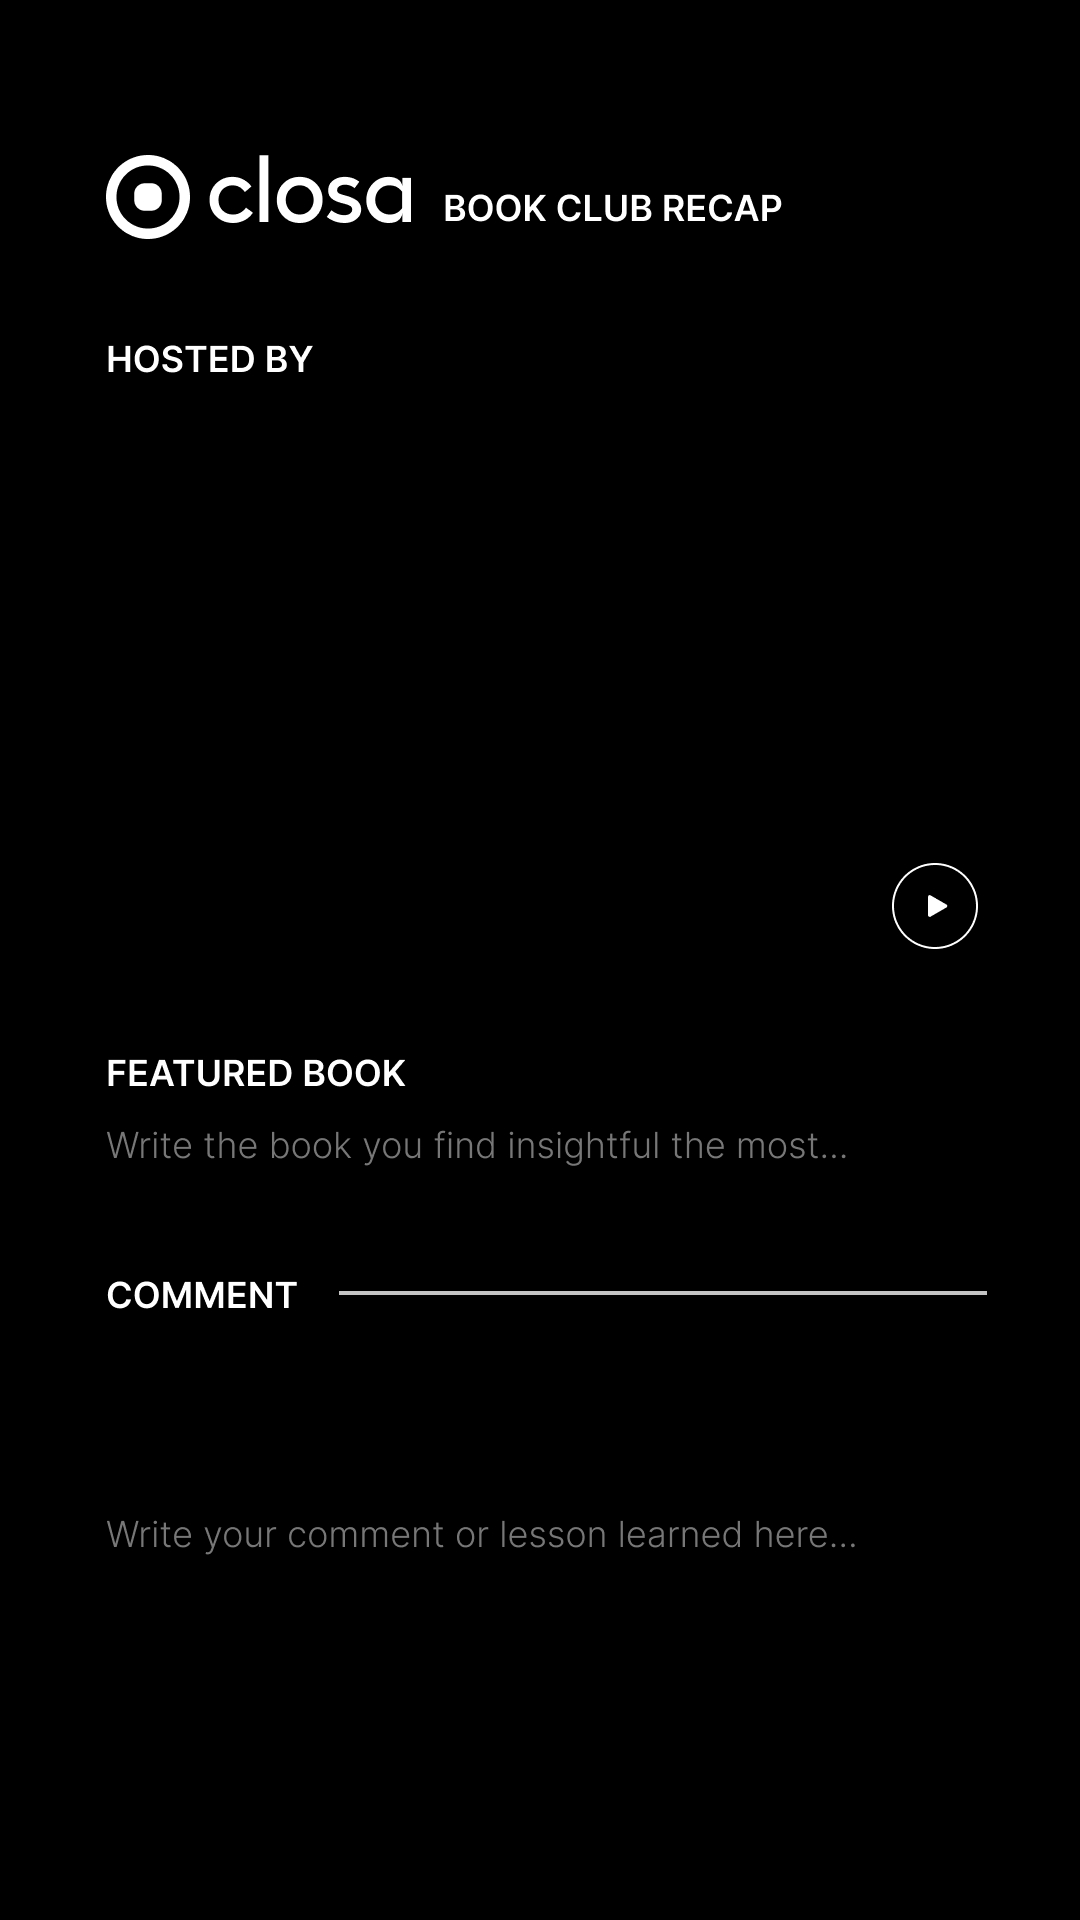 closa BOOK CLUB RECAP
HOSTED BY
FEATURED BOOK
Write the book you find insightful the most...
COMMENT
Write your comment or lesson learned here...